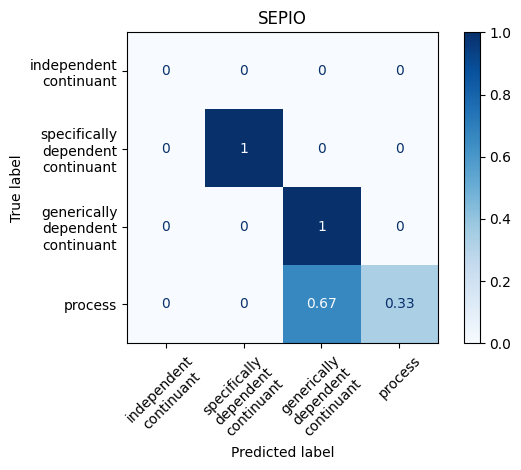 SEPIO
True label
independent
continuant
0 0 0 0
specifically
dependent
continuant
0 1 0 0
generically
dependent
continuant
0 0 1 0
process
0 0 0.67 0.33
independent
continuant
specifically
dependent
continuant
generically
dependent
continuant
process
Predicted label
1.0
0.8
0.6
0.4
0.2
0.0